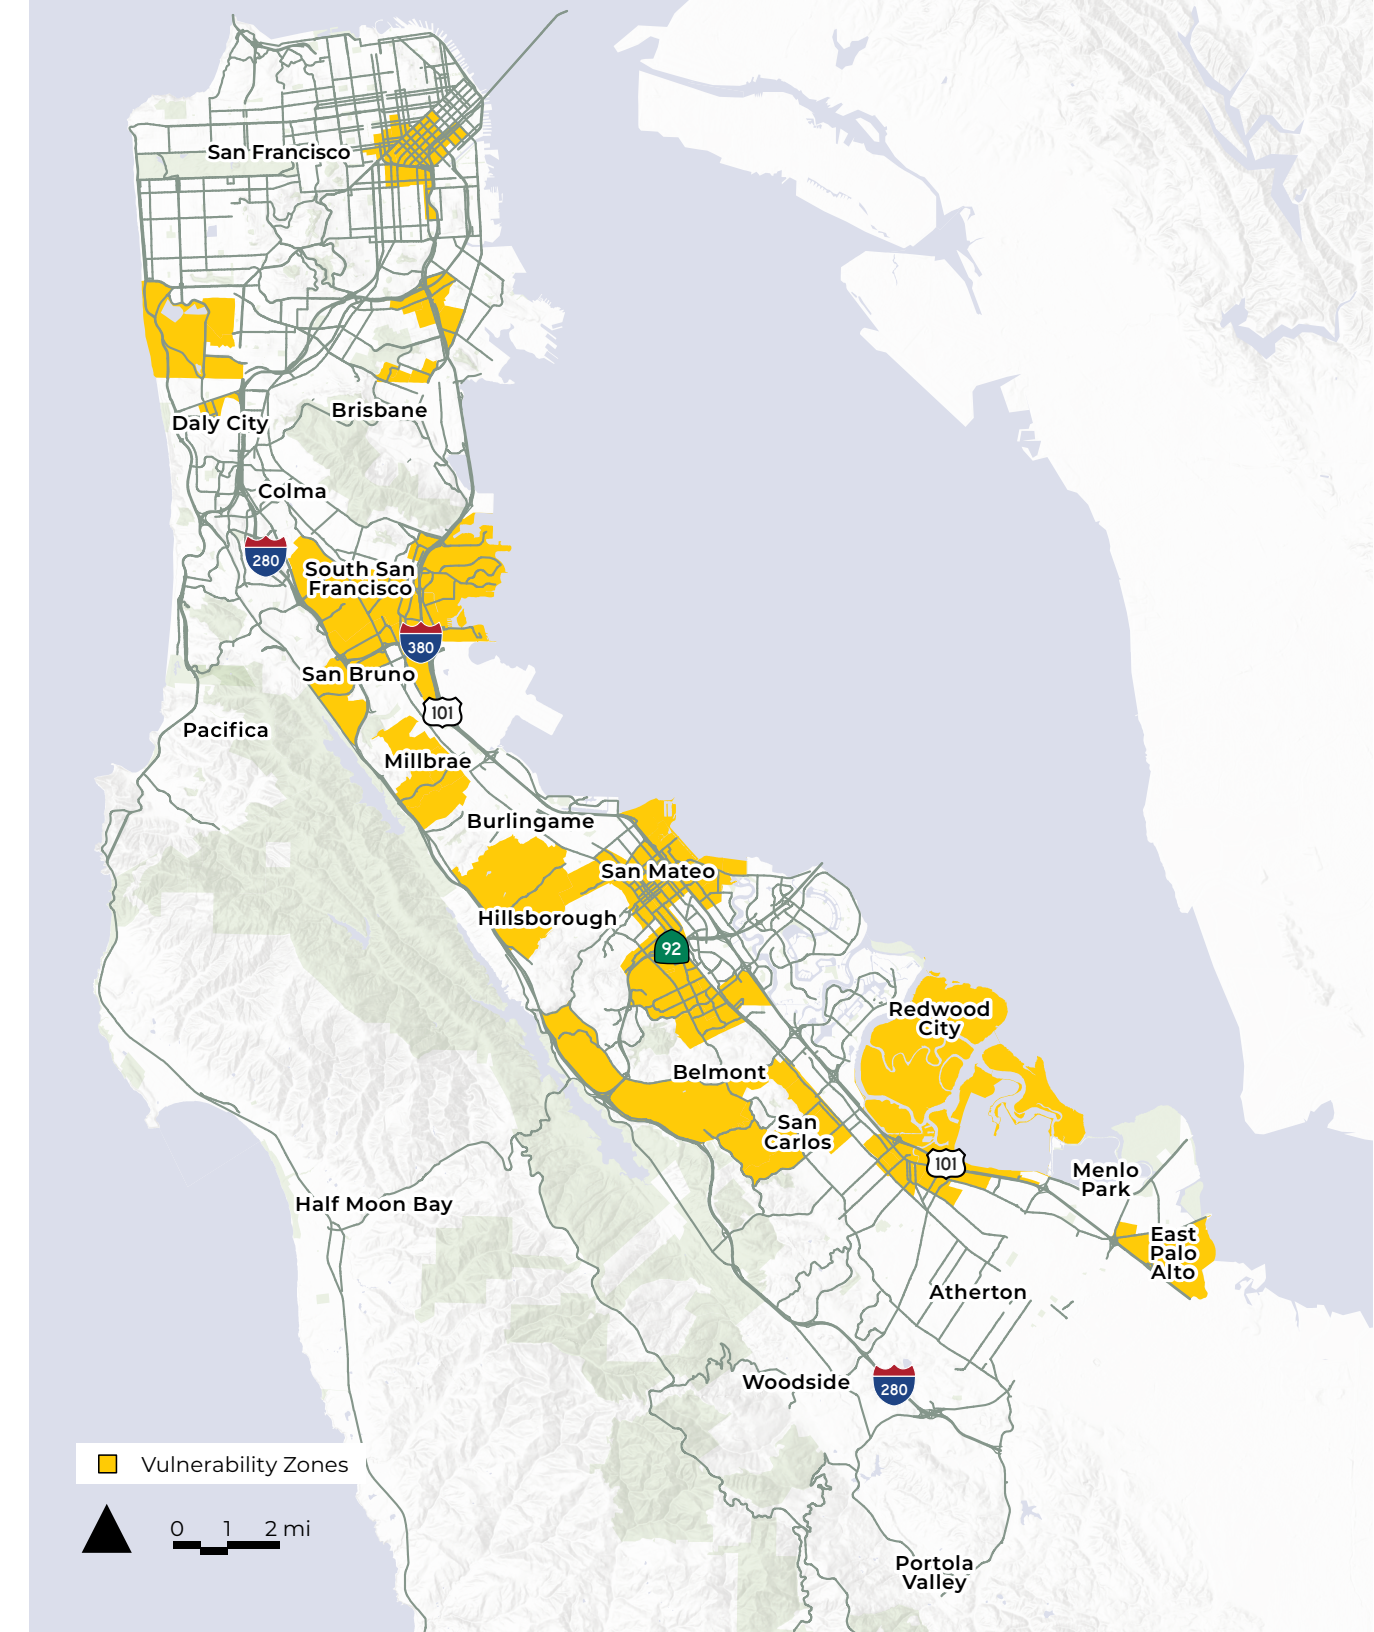 San Francisco
Brisbane
Daly City
Colma
280
South San
Francisco
380
San Bruno
101
Pacifica
Millbrae
Burlingame
San Mateo
Hillsborough
92
Redwood
City
Belmont
San
Carlos
101
Menlo
Park
Half Moon Bay
East
Palo
Alto
Atherton
Woodside
280
Vulnerability Zones
0 1 2 mi
Portola
Valley